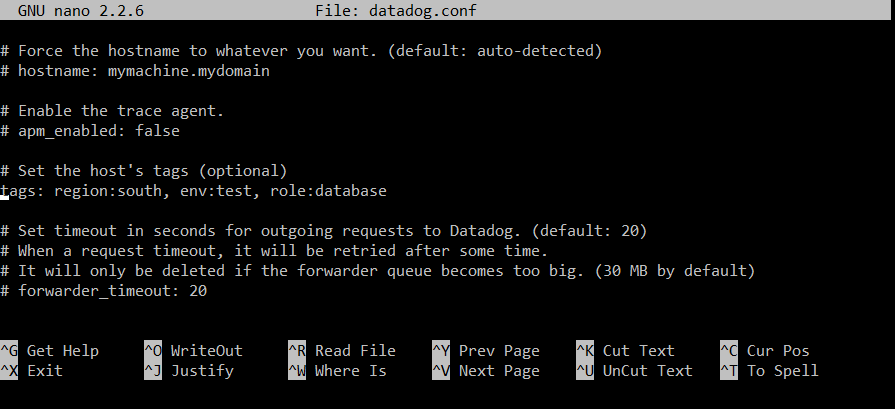 GNU nano 2.2.6 File: datadog.conf
# Force the hostname to whatever you want. (default: auto-detected)
# hostname: mymachine.mydomain
# Enable the trace agent.
# apm_enabled: false
# Set the host's tags (optional)
tags: region:south, env:test, role:database
# Set timeout in seconds for outgoing requests to Datadog. (default: 20)
# When a request timeout, it will be retried after some time.
# It will only be deleted if the forwarder queue becomes too big. (30 MB by default)
# forwarder_timeout: 20
^G Get Help ^O WriteOut ^R Read File ^Y Prev Page ^K Cut Text ^C Cur Pos
^X Exit ^J Justify ^W Where Is ^V Next Page ^U UnCut Text ^T To Spell